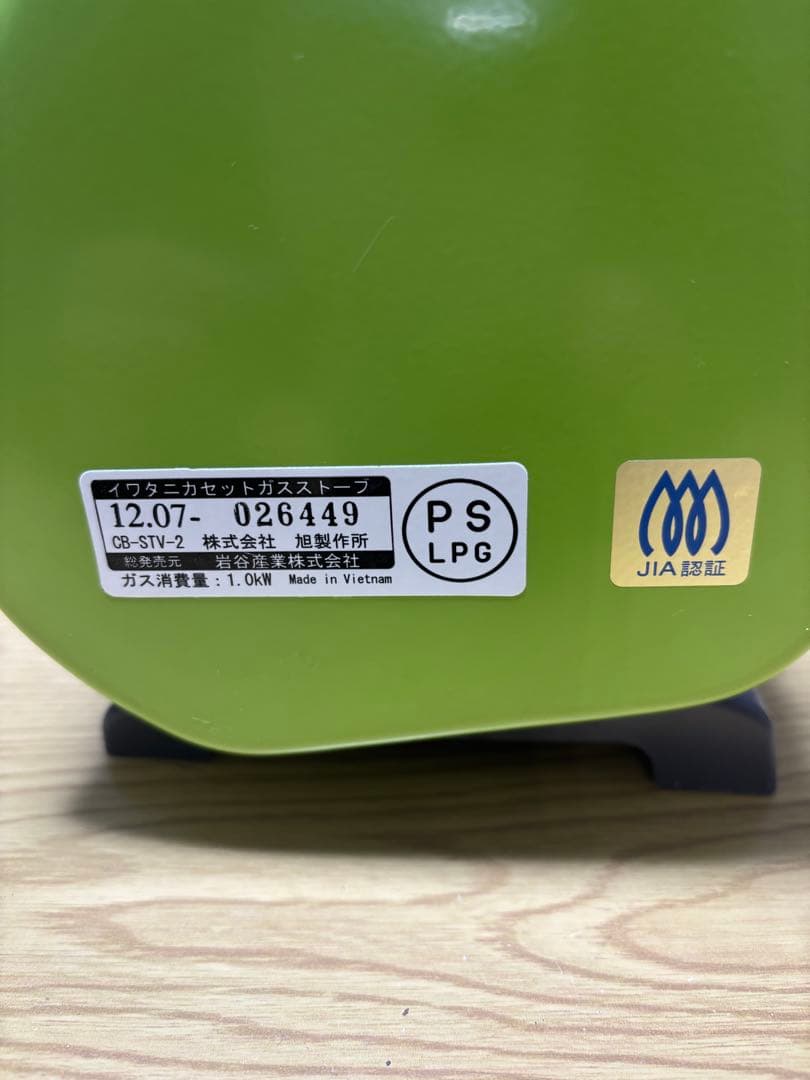 イワタニカセットガスストーブ
12.07- 026449
CB-STV-2 株式会社 旭製作所
総発売元 岩谷産業株式会社
ガス消費量：1.0kW Made in Vietnam
PS
LPG
JIA認証